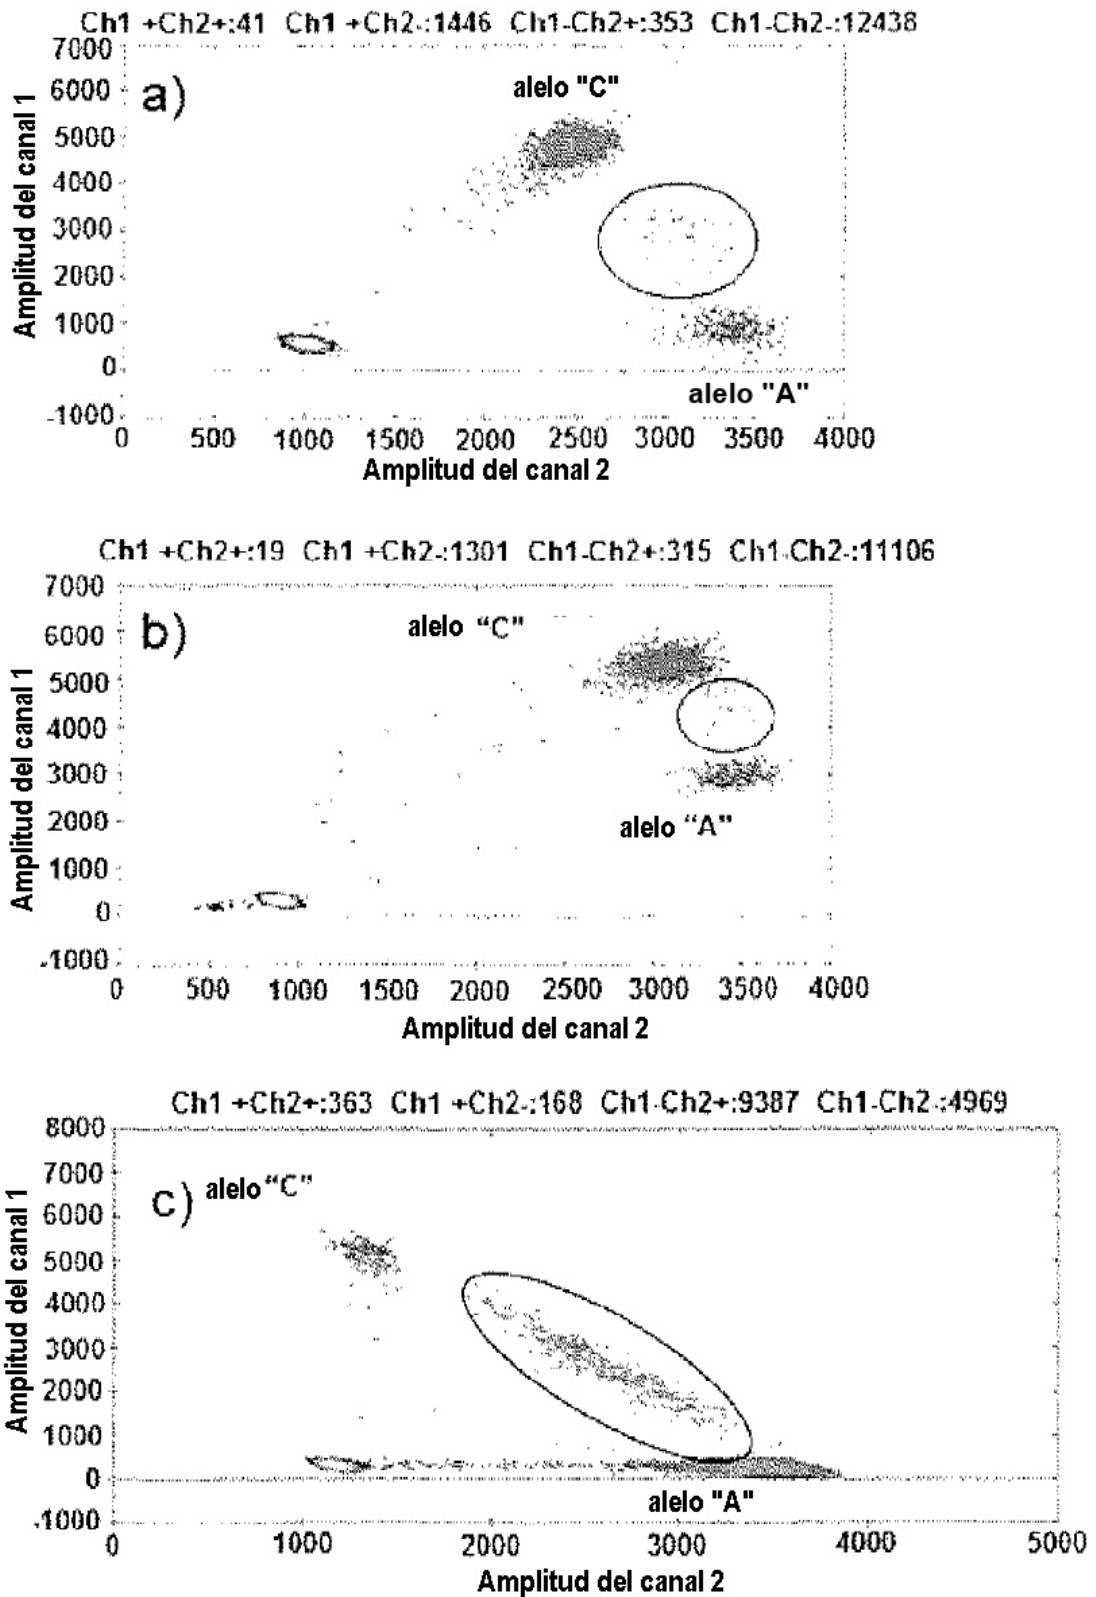 Ch1 +Ch2+:41 Ch1 +Ch2-:1446 Ch1-Ch2+:353 Ch1-Ch2-:12438
7000
6000
5000
4000
3000
2000
1000
0
-1000
Amplitud del canal 1
a)
alelo "C"
alelo "A"
0 500 1000 1500 2000 2500 3000 3500 4000
Amplitud del canal 2
Ch1 +Ch2+:19 Ch1 +Ch2-:1301 Ch1-Ch2+:315 Ch1-Ch2-:11106
7000
6000
5000
4000
3000
2000
1000
0
-1000
Amplitud del canal 1
b)
alelo “C”
alelo “A”
0 500 1000 1500 2000 2500 3000 3500 4000
Amplitud del canal 2
Ch1 +Ch2+:363 Ch1 +Ch2-:168 Ch1-Ch2+:9387 Ch1-Ch2-:4969
8000
7000
6000
5000
4000
3000
2000
1000
0
-1000
Amplitud del canal 1
c)
alelo “C”
alelo "A"
0 1000 2000 3000 4000 5000
Amplitud del canal 2